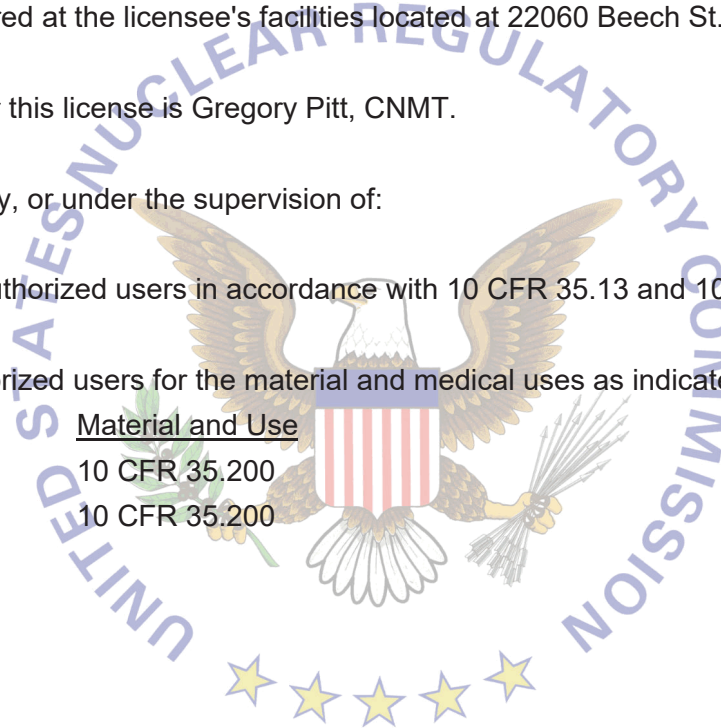 red at the licensee's facilities located at 22060 Beech St.
this license is Gregory Pitt, CNMT.
y, or under the supervision of:
uthorized users in accordance with 10 CFR 35.13 and 10
orized users for the material and medical uses as indicate
Material and Use
10 CFR 35.200
10 CFR 35.200
UNITED STATES NUCLEAR REGULATORY COMMISSION